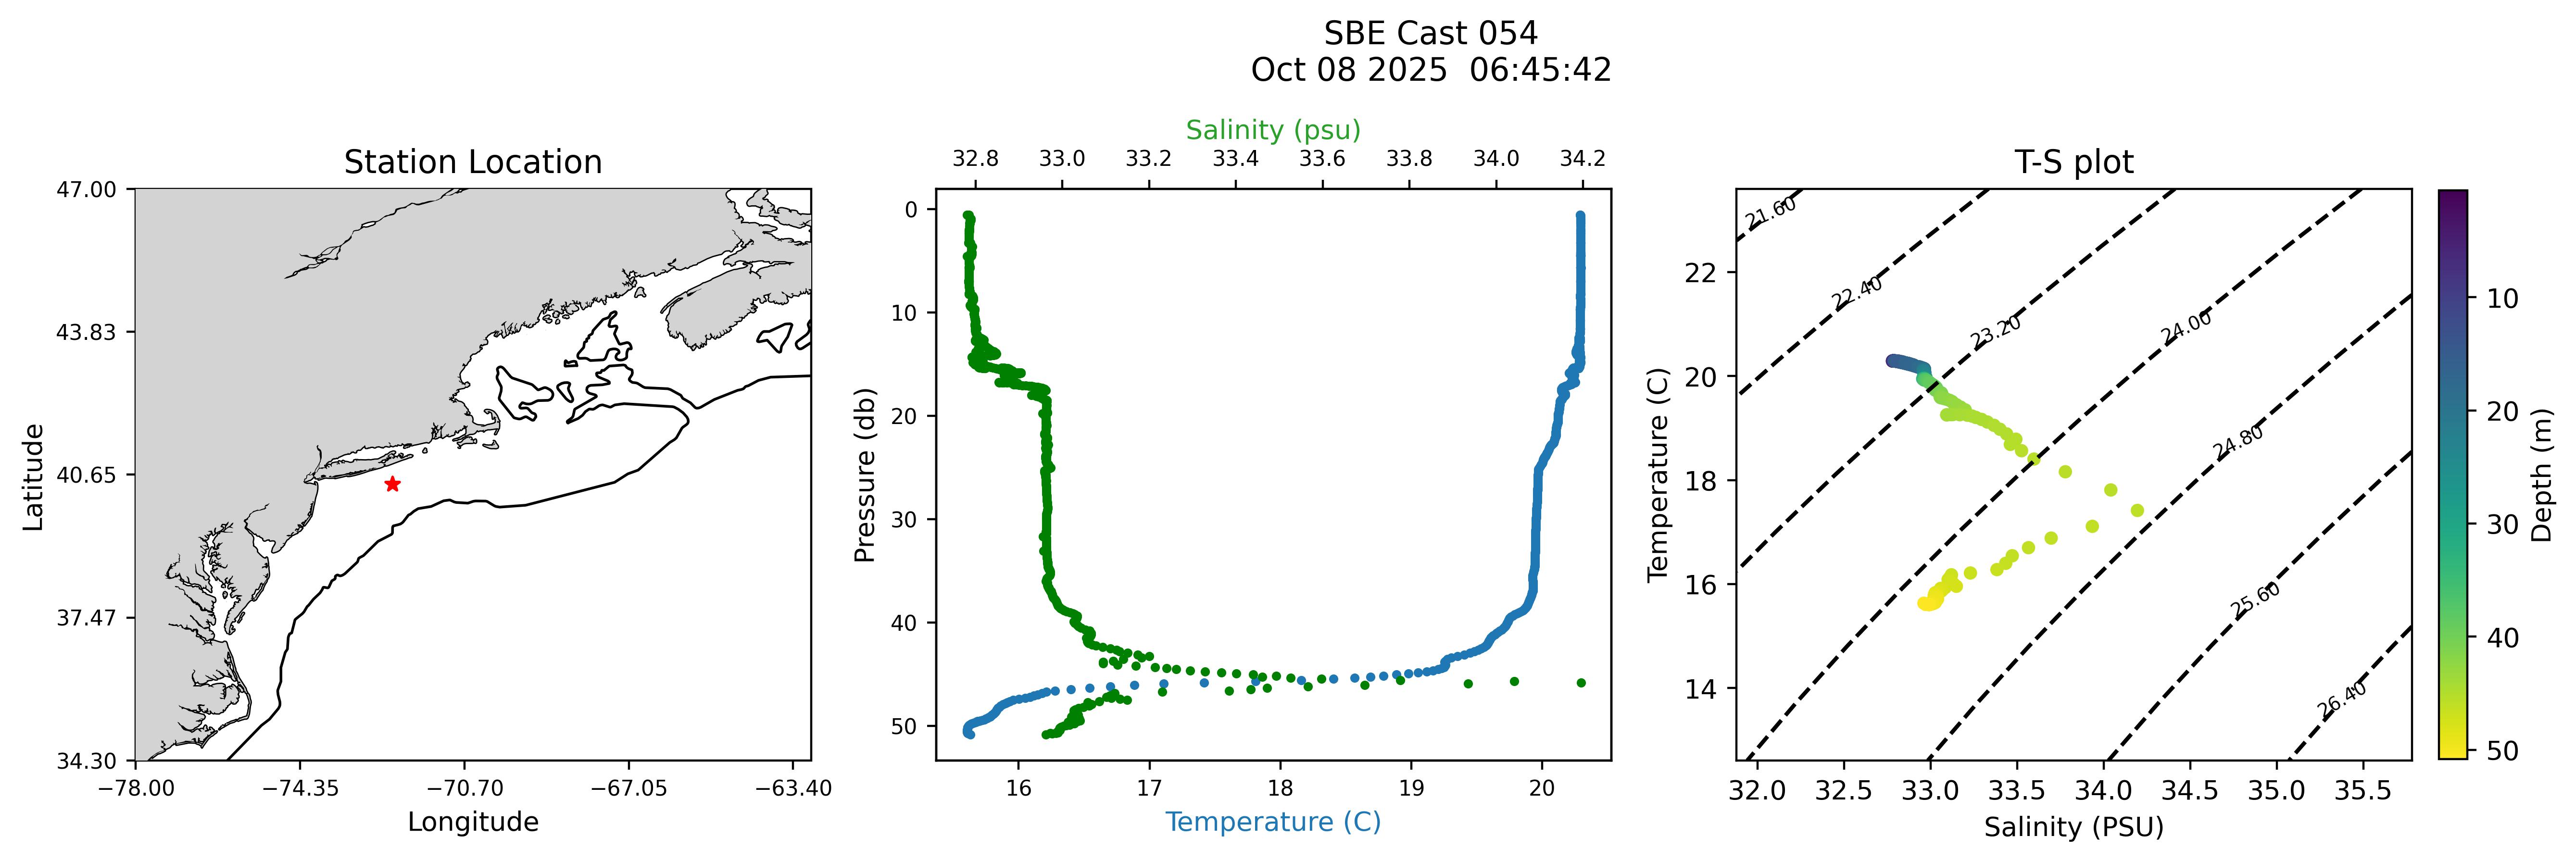 SBE Cast 054
Oct 08 2025  06:45:42
Station Location
47.00
43.83
40.65
37.47
34.30
Latitude
−78.00 −74.35 −70.70 −67.05 −63.40
Longitude
Salinity (psu)
32.8 33.0 33.2 33.4 33.6 33.8 34.0 34.2
0
10
20
30
40
50
Pressure (db)
16 17 18 19 20
Temperature (C)
T-S plot
21.60
22.40
23.20
24.00
24.80
25.60
26.40
22
20
18
16
14
Temperature (C)
32.0 32.5 33.0 33.5 34.0 34.5 35.0 35.5
Salinity (PSU)
10
20
30
40
50
Depth (m)